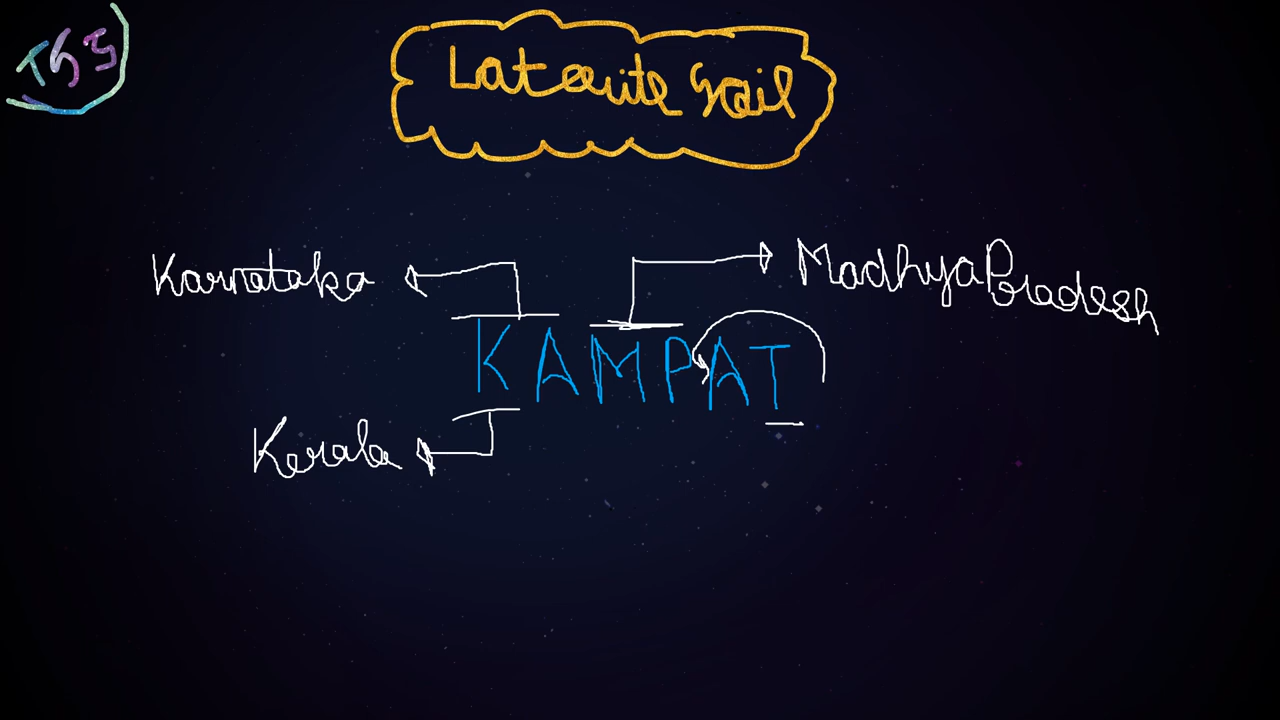 Laterite Soil
Karnataka
Madhya Pradesh
KAMPAT
Kerala